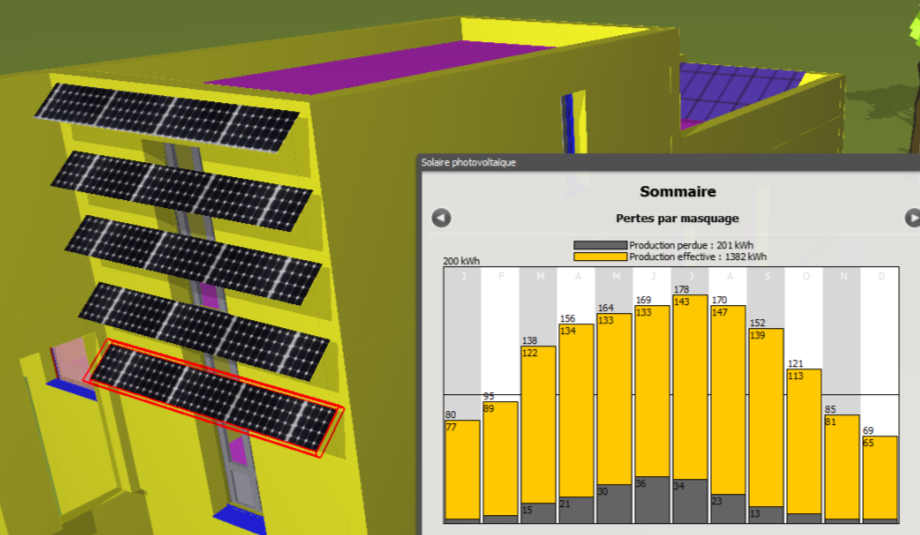 Solaire photovoltaïque
Sommaire
Pertes par masquage
Production perdue : 201 kWh
Production effective : 1382 kWh
200 kWh
J F M A M J J A S O N D
80 95 138 156 164 169 178 170 152 121 85 69
77 89 122 134 133 133 143 147 139 113 81 65
15 21 30 36 34 23 13